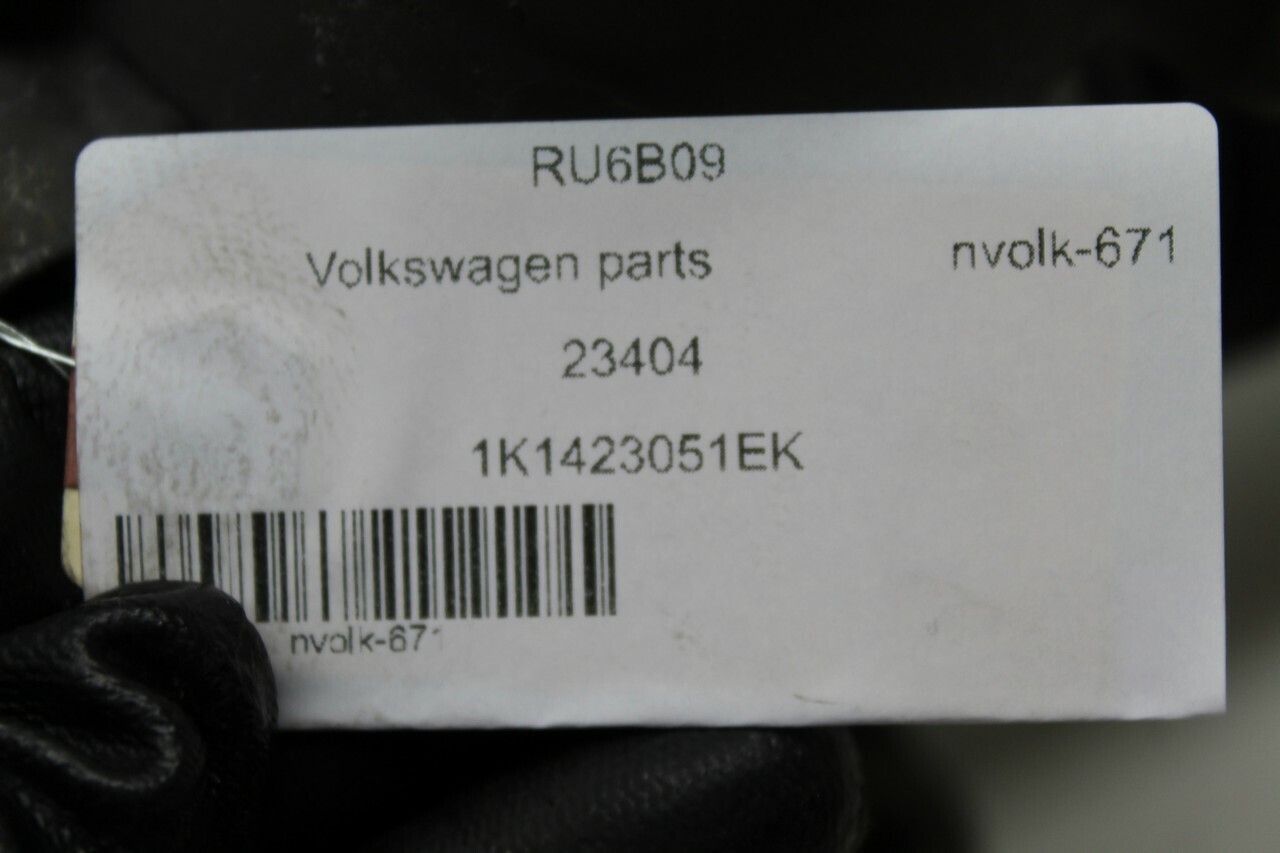 RU6B09
Volkswagen parts
nvolk-671
23404
1K1423051EK
nvolk-671